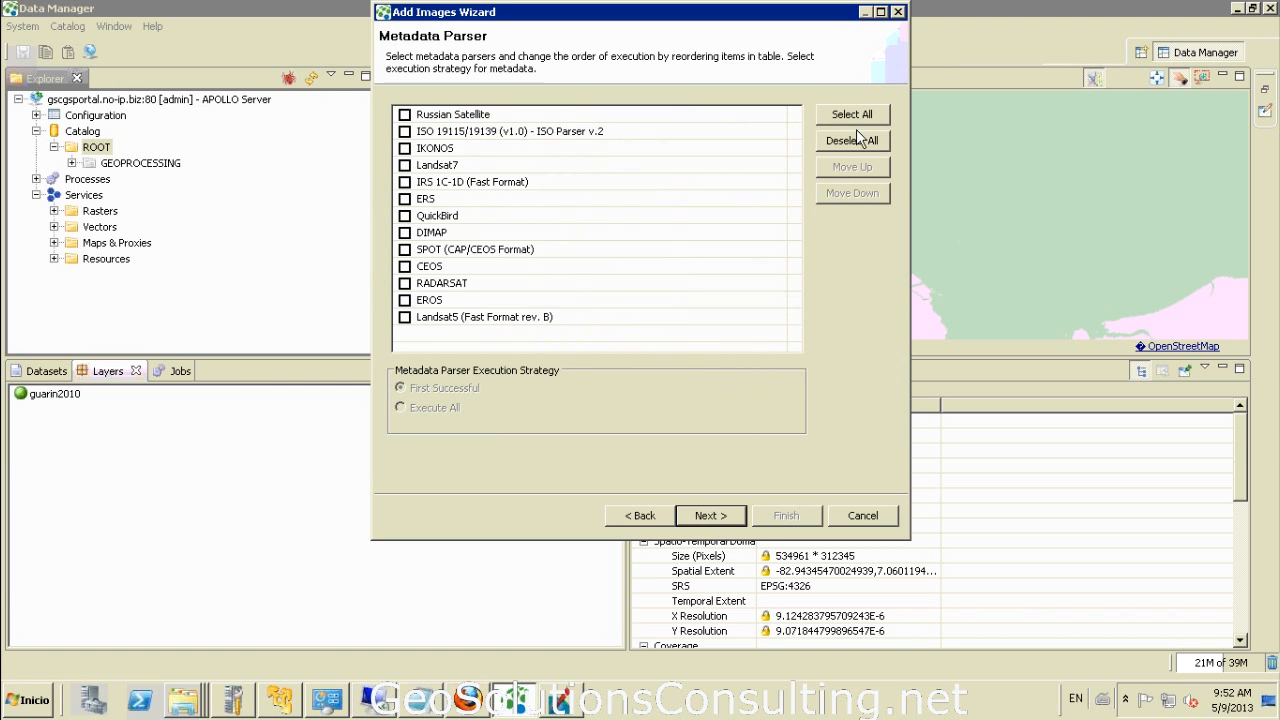 Data Manager
System Catalog Window Help
Data Manager
Explorer
gscgsportal.no-ip.biz:80 [admin] - APOLLO Server
Configuration
Catalog
ROOT
GEOPROCESSING
Processes
Services
Rasters
Vectors
Maps & Proxies
Resources
Add Images Wizard
Metadata Parser
Select metadata parsers and change the order of execution by reordering items in table. Select
execution strategy for metadata.
Russian Satellite
ISO 19115/19139 (v1.0) - ISO Parser v.2
IKONOS
Landsat7
IRS 1C-1D (Fast Format)
ERS
QuickBird
DIMAP
SPOT (CAP/CEOS Format)
CEOS
RADARSAT
EROS
Landsat5 (Fast Format rev. B)
Select All
Deselect All
Move Up
Move Down
Metadata Parser Execution Strategy
First Successful
Execute All
< Back
Next >
Finish
Cancel
© OpenStreetMap
Datasets
Layers
Jobs
guarin2010
Spatio-Temporal Doma
Size (Pixels) 534961 * 312345
Spatial Extent -82.94345470024939,7.0601194...
SRS EPSG:4326
Temporal Extent
X Resolution 9.124283795709243E-6
Y Resolution 9.071844799896547E-6
Coverage
21M of 39M
Inicio
GeoSolutionsConsulting.net
EN
9:52 AM
5/9/2013